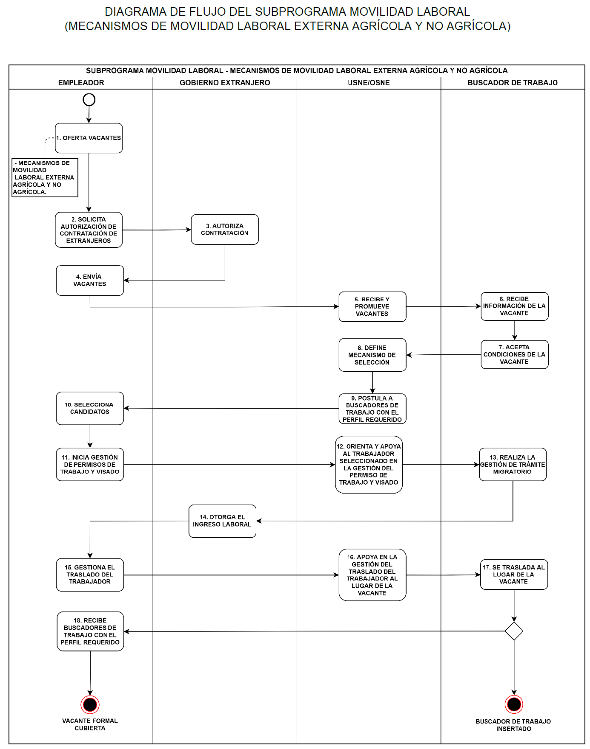 DIAGRAMA DE FLUJO DEL SUBPROGRAMA MOVILIDAD LABORAL
(MECANISMOS DE MOVILIDAD LABORAL EXTERNA AGRÍCOLA Y NO AGRÍCOLA)
SUBPROGRAMA MOVILIDAD LABORAL - MECANISMOS DE MOVILIDAD LABORAL EXTERNA AGRÍCOLA Y NO AGRÍCOLA
EMPLEADOR
GOBIERNO EXTRANJERO
USNE/OSNE
BUSCADOR DE TRABAJO
1. OFERTA VACANTES
- MECANISMOS DE
MOVILIDAD
LABORAL EXTERNA
AGRÍCOLA Y NO
AGRÍCOLA.
2. SOLICITA
AUTORIZACIÓN DE
CONTRATACIÓN DE
EXTRANJEROS
3. AUTORIZA
CONTRATACIÓN
4. ENVÍA
VACANTES
5. RECIBE Y
PROMUEVE
VACANTES
6. RECIBE
INFORMACIÓN DE LA
VACANTE
7. ACEPTA
CONDICIONES DE LA
VACANTE
8. DEFINE
MECANISMO DE
SELECCIÓN
9. POSTULA A
BUSCADORES DE
TRABAJO CON EL
PERFIL REQUERIDO
10. SELECCIONA
CANDIDATOS
11. INICIA GESTIÓN
DE PERMISOS DE
TRABAJO Y VISADO
12. ORIENTA Y APOYA
AL TRABAJADOR
SELECCIONADO EN
LA GESTIÓN DEL
PERMISO DE
TRABAJO Y VISADO
13. REALIZA LA
GESTIÓN DE TRÁMITE
MIGRATORIO
14. OTORGA EL
INGRESO LABORAL
15. GESTIONA EL
TRASLADO DEL
TRABAJADOR
16. APOYA EN LA
GESTIÓN DEL
TRASLADO DEL
TRABAJADOR AL
LUGAR DE LA
VACANTE
17. SE TRASLADA AL
LUGAR DE LA
VACANTE
18. RECIBE
BUSCADORES DE
TRABAJO CON EL
PERFIL REQUERIDO
VACANTE FORMAL
CUBIERTA
BUSCADOR DE TRABAJO
INSERTADO